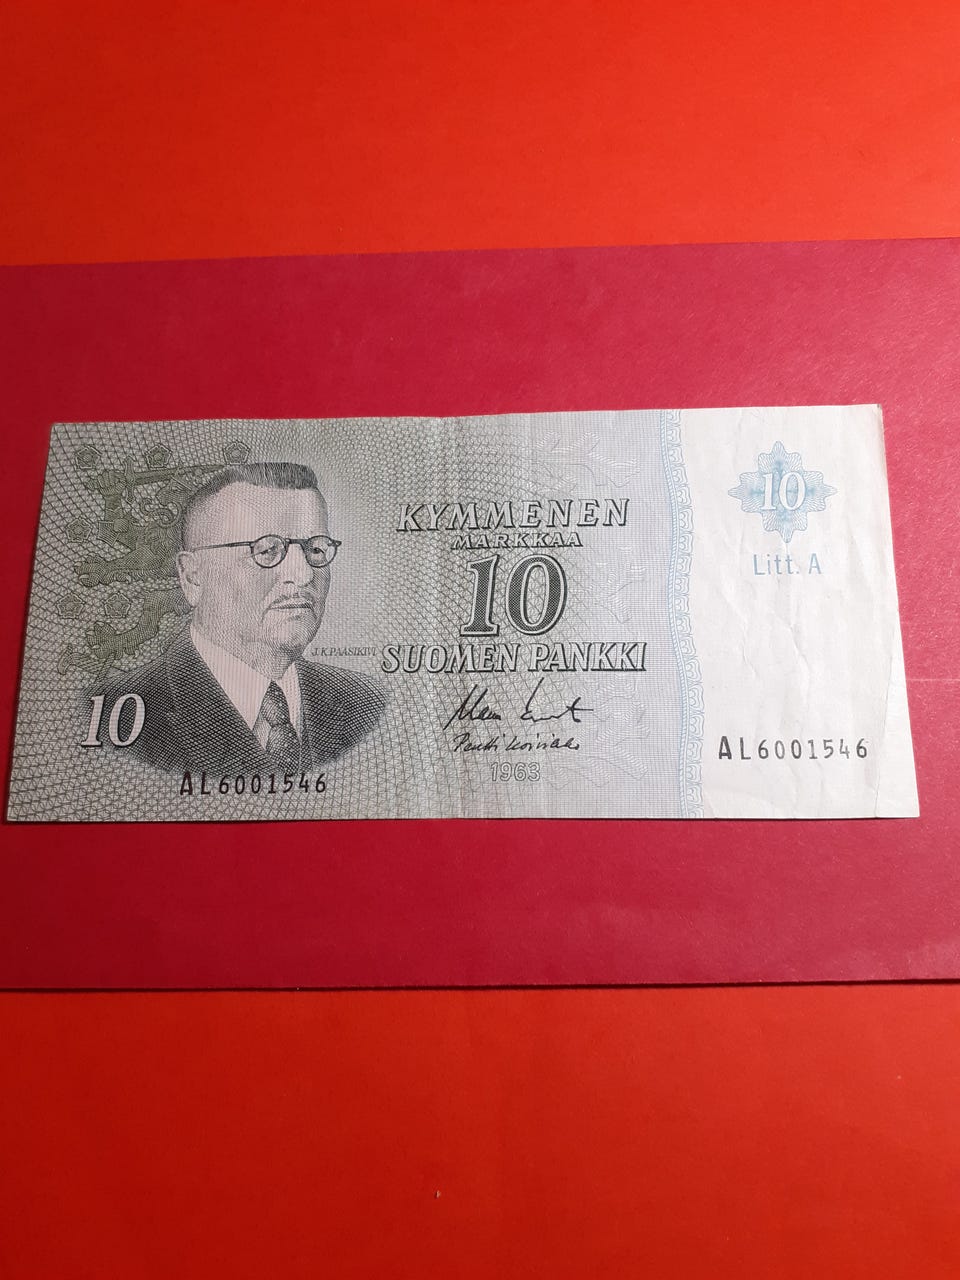 KYMMENEN
MARKKAA
10
J.K.PAASIKIVI
SUOMEN PANKKI
1963
10
AL6001546
10
Litt. A
AL6001546